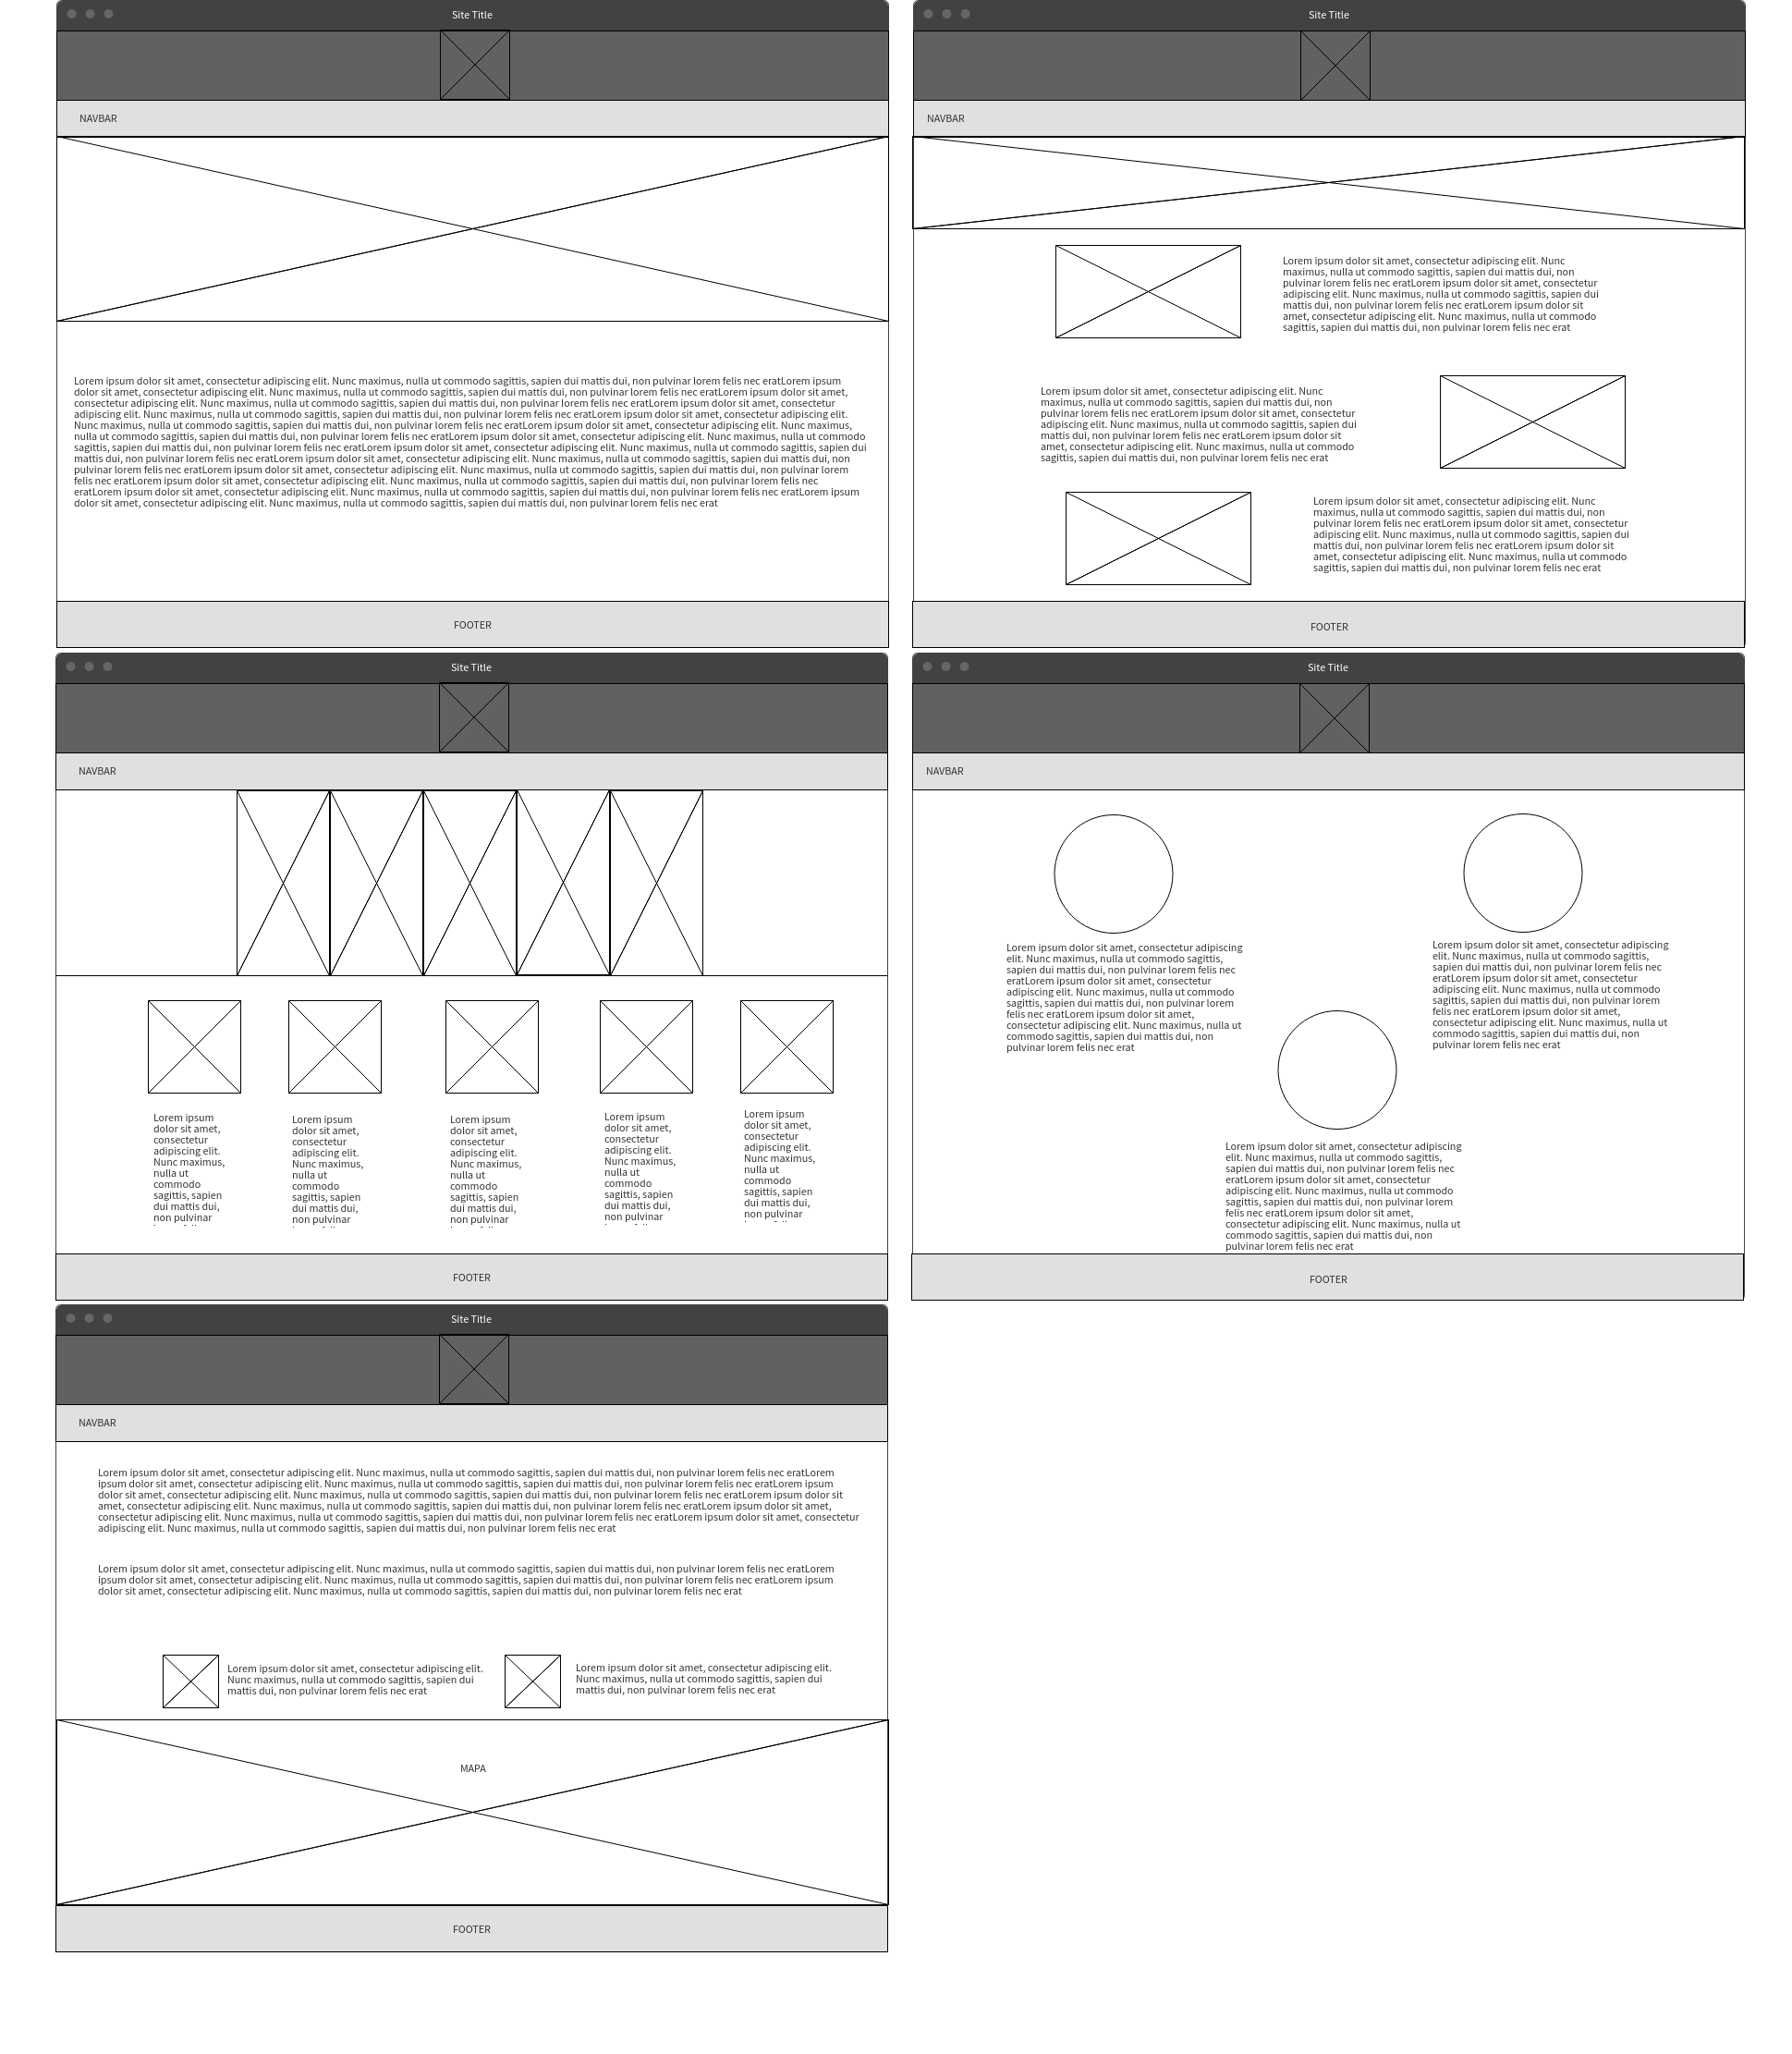 Site Title
NAVBAR
Lorem ipsum dolor sit amet, consectetur adipiscing elit. Nunc maximus, nulla ut commodo sagittis, sapien dui mattis dui, non pulvinar lorem felis nec eratLorem ipsum
dolor sit amet, consectetur adipiscing elit. Nunc maximus, nulla ut commodo sagittis, sapien dui mattis dui, non pulvinar lorem felis nec eratLorem ipsum dolor sit amet,
consectetur adipiscing elit. Nunc maximus, nulla ut commodo sagittis, sapien dui mattis dui, non pulvinar lorem felis nec eratLorem ipsum dolor sit amet, consectetur
adipiscing elit. Nunc maximus, nulla ut commodo sagittis, sapien dui mattis dui, non pulvinar lorem felis nec eratLorem ipsum dolor sit amet, consectetur adipiscing elit.
Nunc maximus, nulla ut commodo sagittis, sapien dui mattis dui, non pulvinar lorem felis nec eratLorem ipsum dolor sit amet, consectetur adipiscing elit. Nunc maximus,
nulla ut commodo sagittis, sapien dui mattis dui, non pulvinar lorem felis nec eratLorem ipsum dolor sit amet, consectetur adipiscing elit. Nunc maximus, nulla ut commodo
sagittis, sapien dui mattis dui, non pulvinar lorem felis nec eratLorem ipsum dolor sit amet, consectetur adipiscing elit. Nunc maximus, nulla ut commodo sagittis, sapien dui
mattis dui, non pulvinar lorem felis nec eratLorem ipsum dolor sit amet, consectetur adipiscing elit. Nunc maximus, nulla ut commodo sagittis, sapien dui mattis dui, non
pulvinar lorem felis nec eratLorem ipsum dolor sit amet, consectetur adipiscing elit. Nunc maximus, nulla ut commodo sagittis, sapien dui mattis dui, non pulvinar lorem
felis nec eratLorem ipsum dolor sit amet, consectetur adipiscing elit. Nunc maximus, nulla ut commodo sagittis, sapien dui mattis dui, non pulvinar lorem felis nec
eratLorem ipsum dolor sit amet, consectetur adipiscing elit. Nunc maximus, nulla ut commodo sagittis, sapien dui mattis dui, non pulvinar lorem felis nec eratLorem ipsum
dolor sit amet, consectetur adipiscing elit. Nunc maximus, nulla ut commodo sagittis, sapien dui mattis dui, non pulvinar lorem felis nec erat
FOOTER
Site Title
NAVBAR
Lorem ipsum dolor sit amet, consectetur adipiscing elit. Nunc
maximus, nulla ut commodo sagittis, sapien dui mattis dui, non
pulvinar lorem felis nec eratLorem ipsum dolor sit amet, consectetur
adipiscing elit. Nunc maximus, nulla ut commodo sagittis, sapien dui
mattis dui, non pulvinar lorem felis nec eratLorem ipsum dolor sit
amet, consectetur adipiscing elit. Nunc maximus, nulla ut commodo
sagittis, sapien dui mattis dui, non pulvinar lorem felis nec erat
Lorem ipsum dolor sit amet, consectetur adipiscing elit. Nunc
maximus, nulla ut commodo sagittis, sapien dui mattis dui, non
pulvinar lorem felis nec eratLorem ipsum dolor sit amet, consectetur
adipiscing elit. Nunc maximus, nulla ut commodo sagittis, sapien dui
mattis dui, non pulvinar lorem felis nec eratLorem ipsum dolor sit
amet, consectetur adipiscing elit. Nunc maximus, nulla ut commodo
sagittis, sapien dui mattis dui, non pulvinar lorem felis nec erat
Lorem ipsum dolor sit amet, consectetur adipiscing elit. Nunc
maximus, nulla ut commodo sagittis, sapien dui mattis dui, non
pulvinar lorem felis nec eratLorem ipsum dolor sit amet, consectetur
adipiscing elit. Nunc maximus, nulla ut commodo sagittis, sapien dui
mattis dui, non pulvinar lorem felis nec eratLorem ipsum dolor sit
amet, consectetur adipiscing elit. Nunc maximus, nulla ut commodo
sagittis, sapien dui mattis dui, non pulvinar lorem felis nec erat
FOOTER
Site Title
NAVBAR
Lorem ipsum
dolor sit amet,
consectetur
adipiscing elit.
Nunc maximus,
nulla ut
commodo
sagittis, sapien
dui mattis dui,
non pulvinar
Lorem ipsum
dolor sit amet,
consectetur
adipiscing elit.
Nunc maximus,
nulla ut
commodo
sagittis, sapien
dui mattis dui,
non pulvinar
Lorem ipsum
dolor sit amet,
consectetur
adipiscing elit.
Nunc maximus,
nulla ut
commodo
sagittis, sapien
dui mattis dui,
non pulvinar
Lorem ipsum
dolor sit amet,
consectetur
adipiscing elit.
Nunc maximus,
nulla ut
commodo
sagittis, sapien
dui mattis dui,
non pulvinar
Lorem ipsum
dolor sit amet,
consectetur
adipiscing elit.
Nunc maximus,
nulla ut
commodo
sagittis, sapien
dui mattis dui,
non pulvinar
FOOTER
Site Title
NAVBAR
Lorem ipsum dolor sit amet, consectetur adipiscing
elit. Nunc maximus, nulla ut commodo sagittis,
sapien dui mattis dui, non pulvinar lorem felis nec
eratLorem ipsum dolor sit amet, consectetur
adipiscing elit. Nunc maximus, nulla ut commodo
sagittis, sapien dui mattis dui, non pulvinar lorem
felis nec eratLorem ipsum dolor sit amet,
consectetur adipiscing elit. Nunc maximus, nulla ut
commodo sagittis, sapien dui mattis dui, non
pulvinar lorem felis nec erat
Lorem ipsum dolor sit amet, consectetur adipiscing
elit. Nunc maximus, nulla ut commodo sagittis,
sapien dui mattis dui, non pulvinar lorem felis nec
eratLorem ipsum dolor sit amet, consectetur
adipiscing elit. Nunc maximus, nulla ut commodo
sagittis, sapien dui mattis dui, non pulvinar lorem
felis nec eratLorem ipsum dolor sit amet,
consectetur adipiscing elit. Nunc maximus, nulla ut
commodo sagittis, sapien dui mattis dui, non
pulvinar lorem felis nec erat
Lorem ipsum dolor sit amet, consectetur adipiscing
elit. Nunc maximus, nulla ut commodo sagittis,
sapien dui mattis dui, non pulvinar lorem felis nec
eratLorem ipsum dolor sit amet, consectetur
adipiscing elit. Nunc maximus, nulla ut commodo
sagittis, sapien dui mattis dui, non pulvinar lorem
felis nec eratLorem ipsum dolor sit amet,
consectetur adipiscing elit. Nunc maximus, nulla ut
commodo sagittis, sapien dui mattis dui, non
pulvinar lorem felis nec erat
FOOTER
Site Title
NAVBAR
Lorem ipsum dolor sit amet, consectetur adipiscing elit. Nunc maximus, nulla ut commodo sagittis, sapien dui mattis dui, non pulvinar lorem felis nec eratLorem
ipsum dolor sit amet, consectetur adipiscing elit. Nunc maximus, nulla ut commodo sagittis, sapien dui mattis dui, non pulvinar lorem felis nec eratLorem ipsum
dolor sit amet, consectetur adipiscing elit. Nunc maximus, nulla ut commodo sagittis, sapien dui mattis dui, non pulvinar lorem felis nec eratLorem ipsum dolor sit
amet, consectetur adipiscing elit. Nunc maximus, nulla ut commodo sagittis, sapien dui mattis dui, non pulvinar lorem felis nec eratLorem ipsum dolor sit amet,
consectetur adipiscing elit. Nunc maximus, nulla ut commodo sagittis, sapien dui mattis dui, non pulvinar lorem felis nec eratLorem ipsum dolor sit amet, consectetur
adipiscing elit. Nunc maximus, nulla ut commodo sagittis, sapien dui mattis dui, non pulvinar lorem felis nec erat
Lorem ipsum dolor sit amet, consectetur adipiscing elit. Nunc maximus, nulla ut commodo sagittis, sapien dui mattis dui, non pulvinar lorem felis nec eratLorem
ipsum dolor sit amet, consectetur adipiscing elit. Nunc maximus, nulla ut commodo sagittis, sapien dui mattis dui, non pulvinar lorem felis nec eratLorem ipsum
dolor sit amet, consectetur adipiscing elit. Nunc maximus, nulla ut commodo sagittis, sapien dui mattis dui, non pulvinar lorem felis nec erat
Lorem ipsum dolor sit amet, consectetur adipiscing elit.
Nunc maximus, nulla ut commodo sagittis, sapien dui
mattis dui, non pulvinar lorem felis nec erat
Lorem ipsum dolor sit amet, consectetur adipiscing elit.
Nunc maximus, nulla ut commodo sagittis, sapien dui
mattis dui, non pulvinar lorem felis nec erat
MAPA
FOOTER